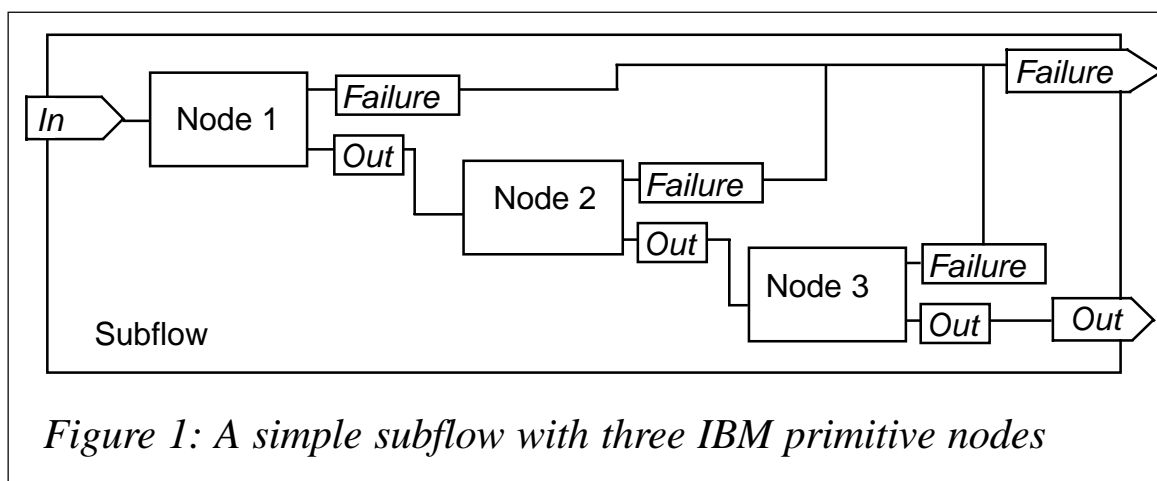 Failure
Failure
In
Node 1
Out
Failure
Node 2
Out
Failure
Node 3
Out
Out
Subflow
Figure 1: A simple subflow with three IBM primitive nodes